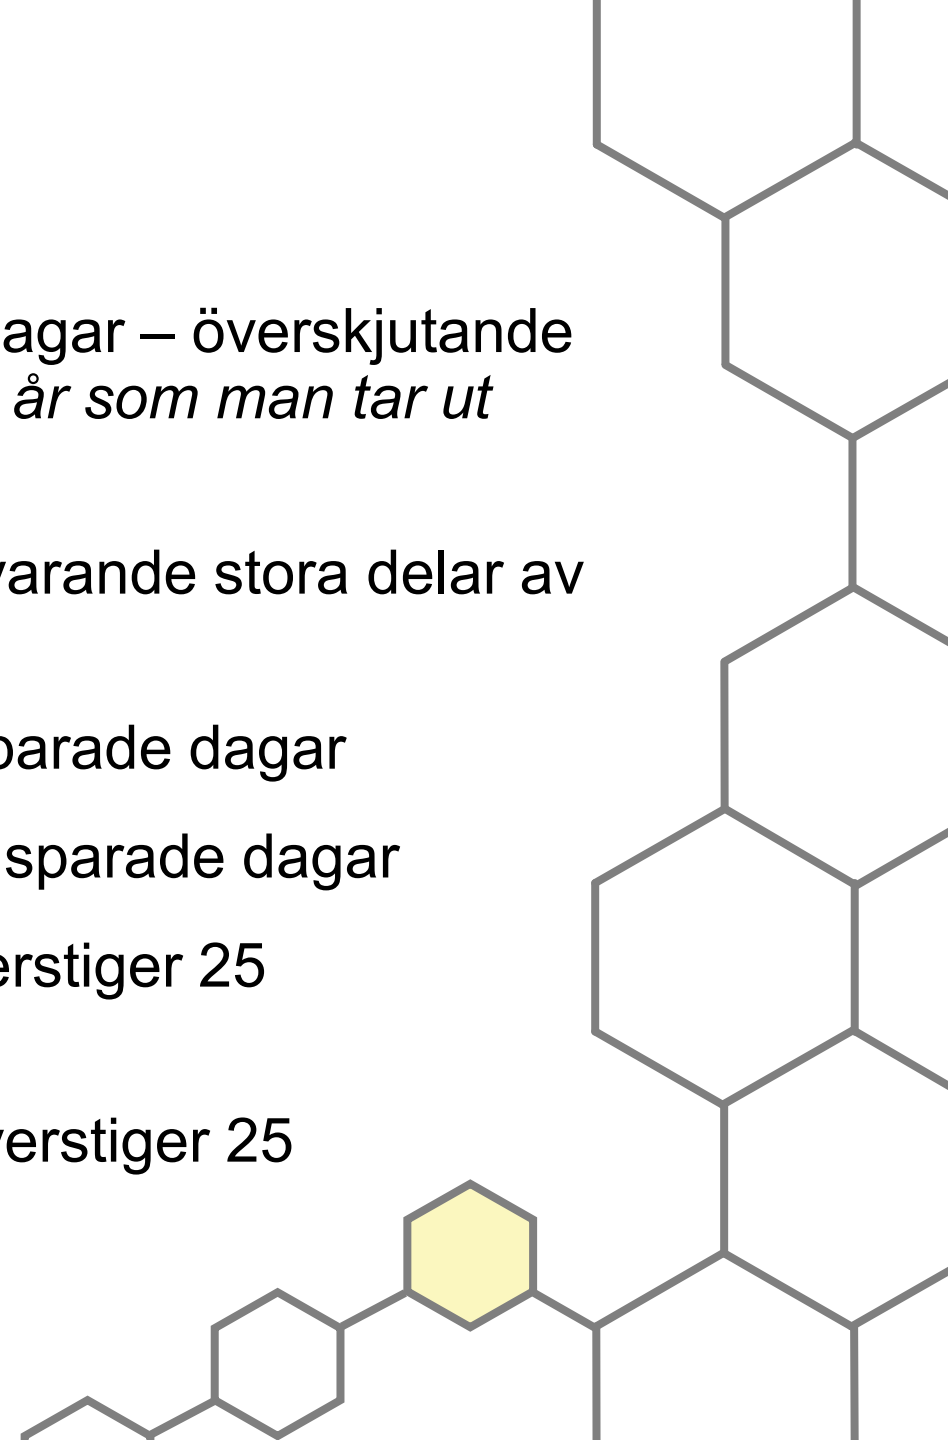 agar – överskjutande
år som man tar ut
varande stora delar av
parade dagar
sparade dagar
erstiger 25
verstiger 25